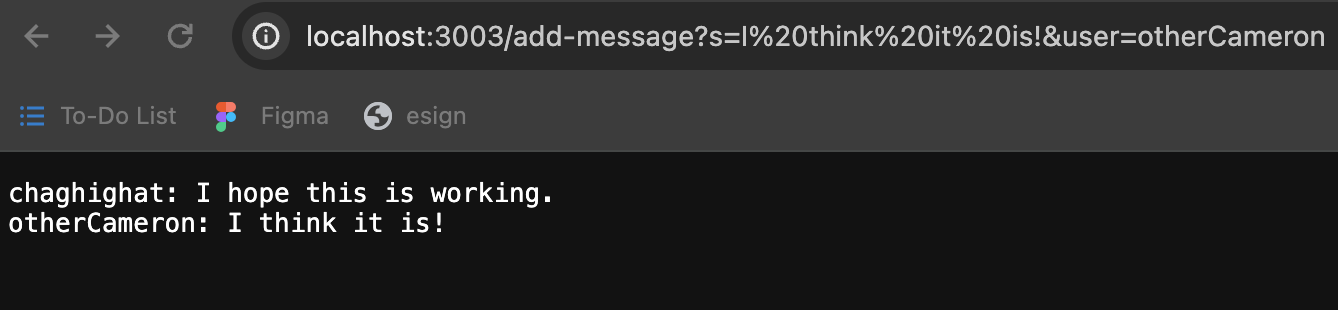 localhost:3003/add-message?s=I%20think%20it%20is!&user=otherCameron
To-Do List Figma esign
chaghighat: I hope this is working.
otherCameron: I think it is!